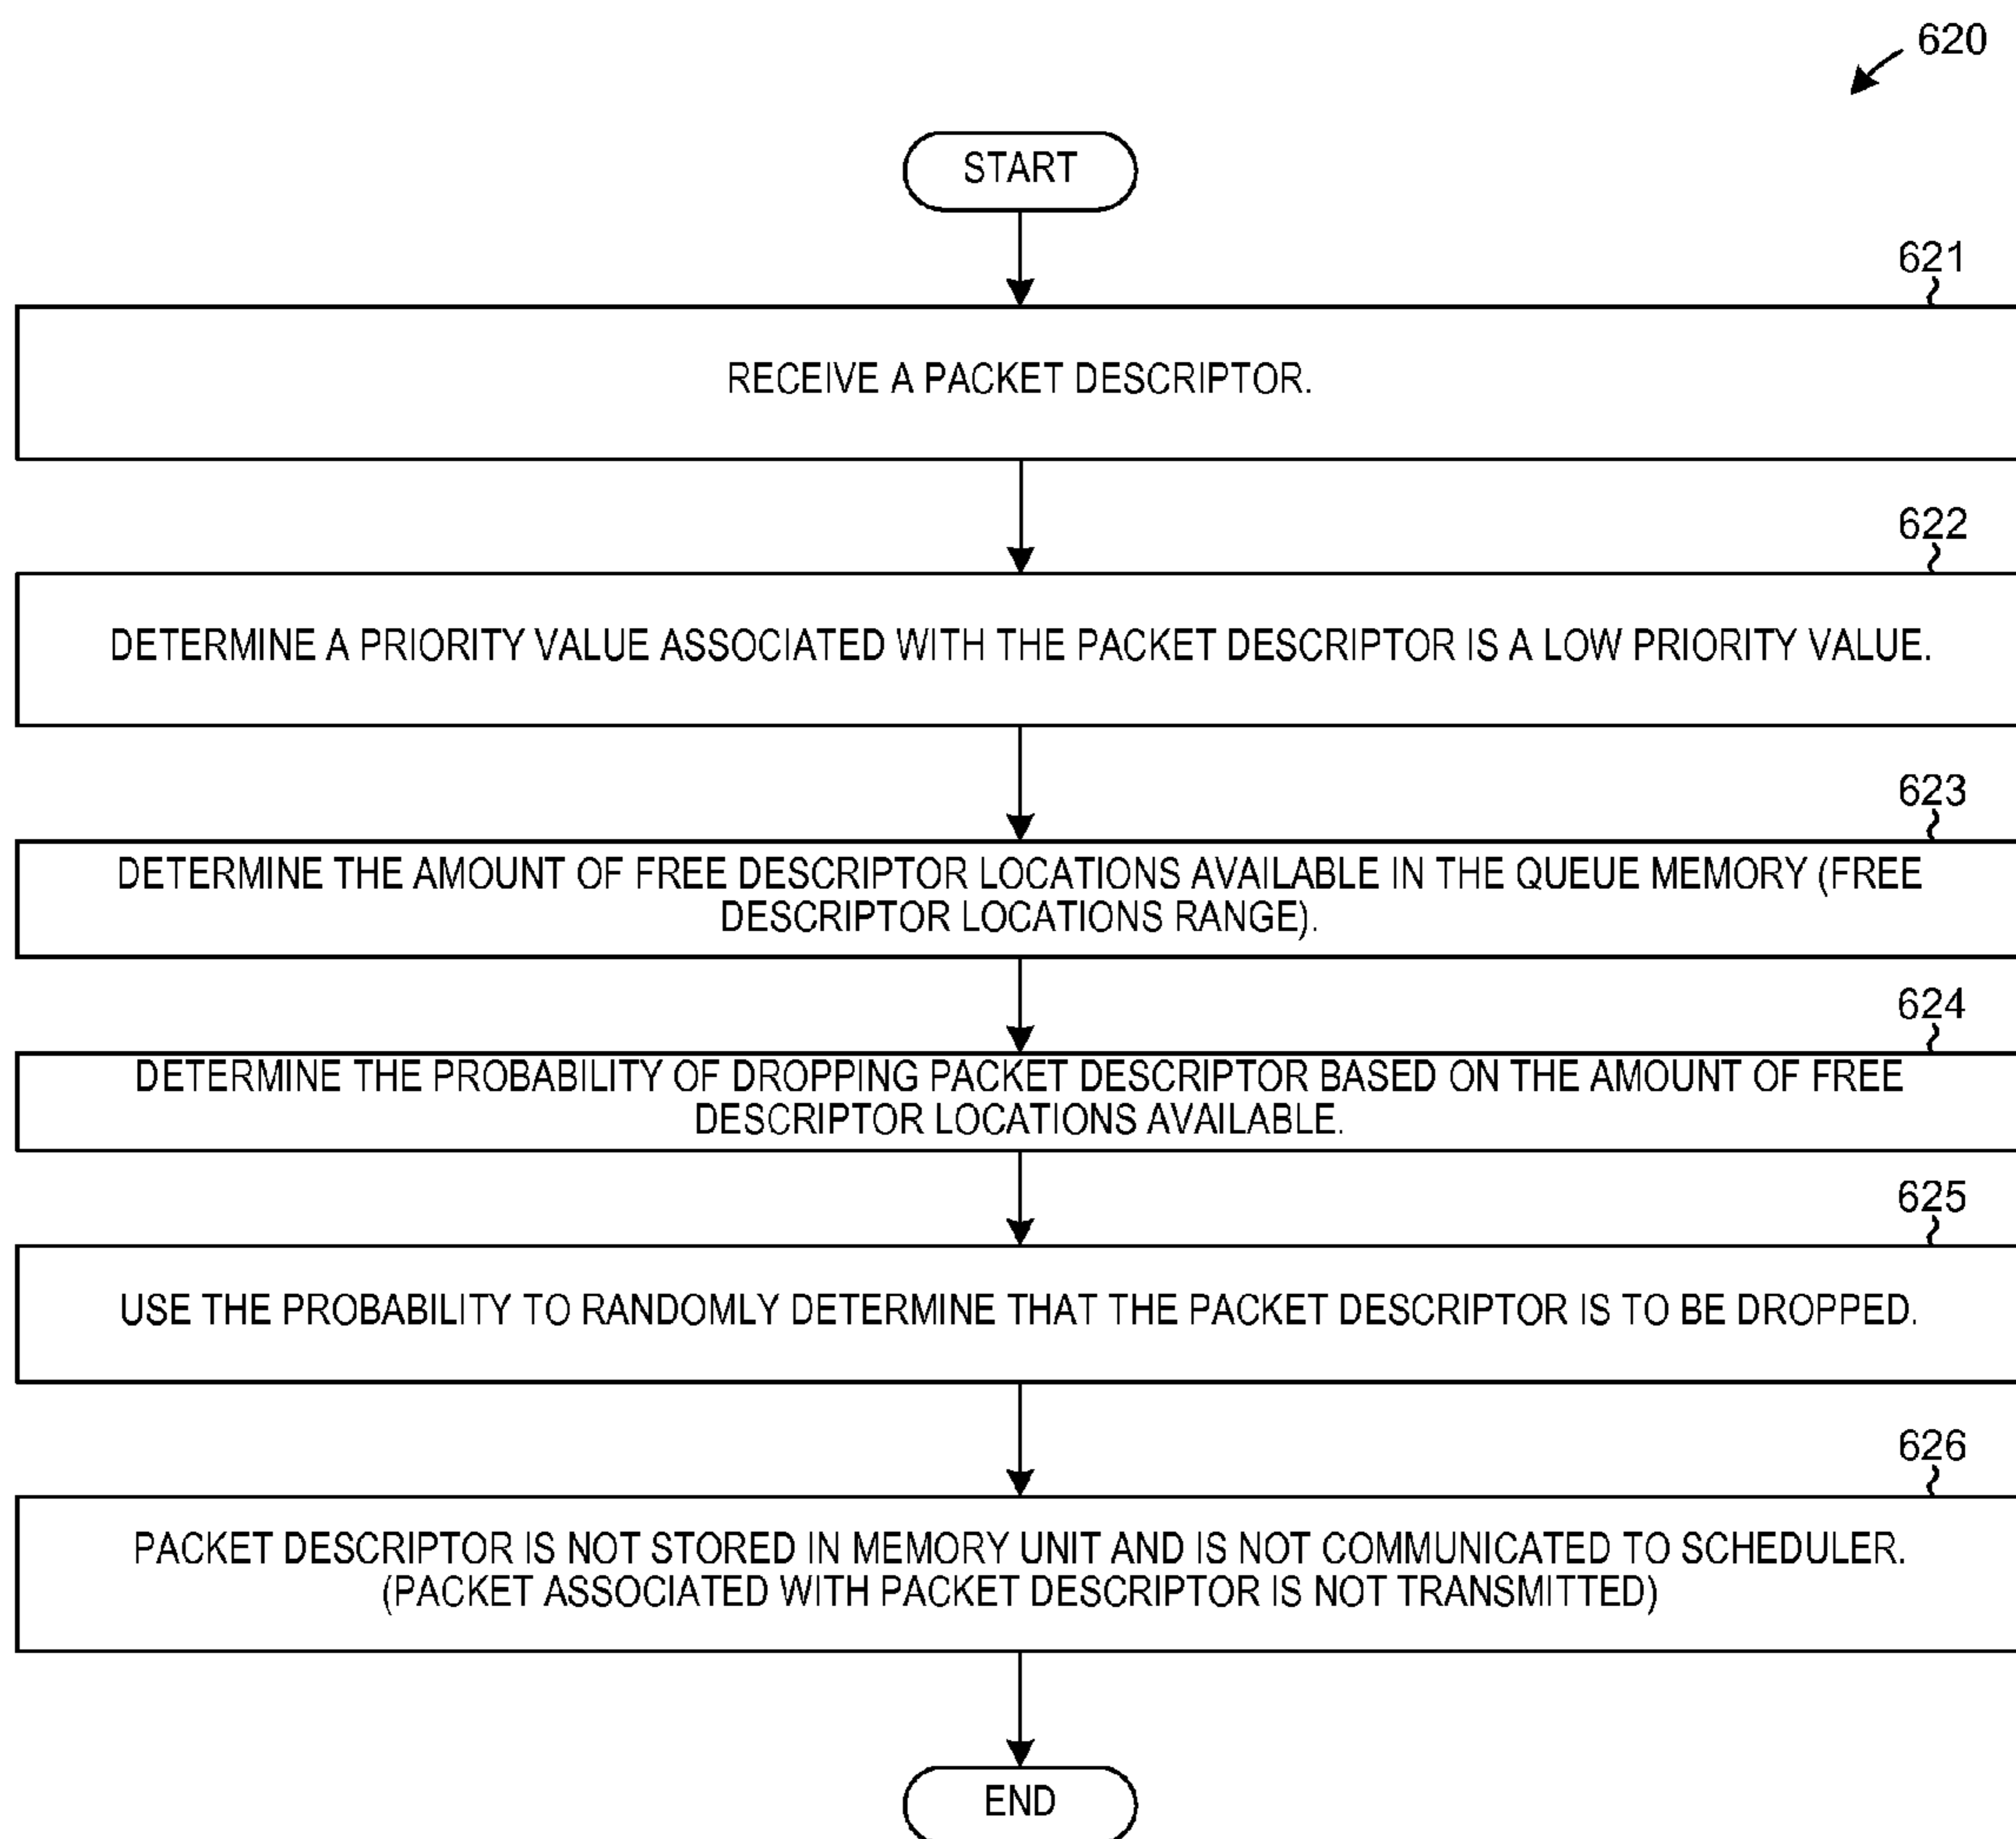 620
START
621
RECEIVE A PACKET DESCRIPTOR.
622
DETERMINE A PRIORITY VALUE ASSOCIATED WITH THE PACKET DESCRIPTOR IS A LOW PRIORITY VALUE.
623
DETERMINE THE AMOUNT OF FREE DESCRIPTOR LOCATIONS AVAILABLE IN THE QUEUE MEMORY (FREE
DESCRIPTOR LOCATIONS RANGE).
624
DETERMINE THE PROBABILITY OF DROPPING PACKET DESCRIPTOR BASED ON THE AMOUNT OF FREE
DESCRIPTOR LOCATIONS AVAILABLE.
625
USE THE PROBABILITY TO RANDOMLY DETERMINE THAT THE PACKET DESCRIPTOR IS TO BE DROPPED.
626
PACKET DESCRIPTOR IS NOT STORED IN MEMORY UNIT AND IS NOT COMMUNICATED TO SCHEDULER.
(PACKET ASSOCIATED WITH PACKET DESCRIPTOR IS NOT TRANSMITTED)
END